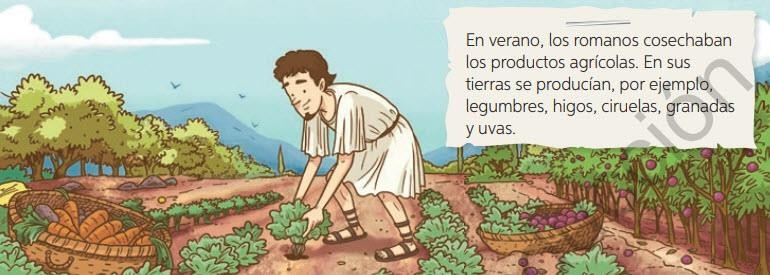 En verano, los romanos cosechaban
los productos agrícolas. En sus
tierras se producían, por ejemplo,
legumbres, higos, ciruelas, granadas
y uvas.